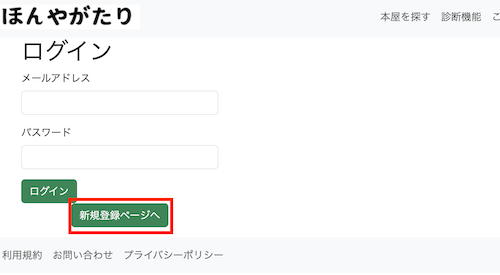 ほんやがたり
本屋を探す 診断機能 こ
ログイン
メールアドレス
パスワード
ログイン
新規登録ページへ
利用規約 お問い合わせ プライバシーポリシー